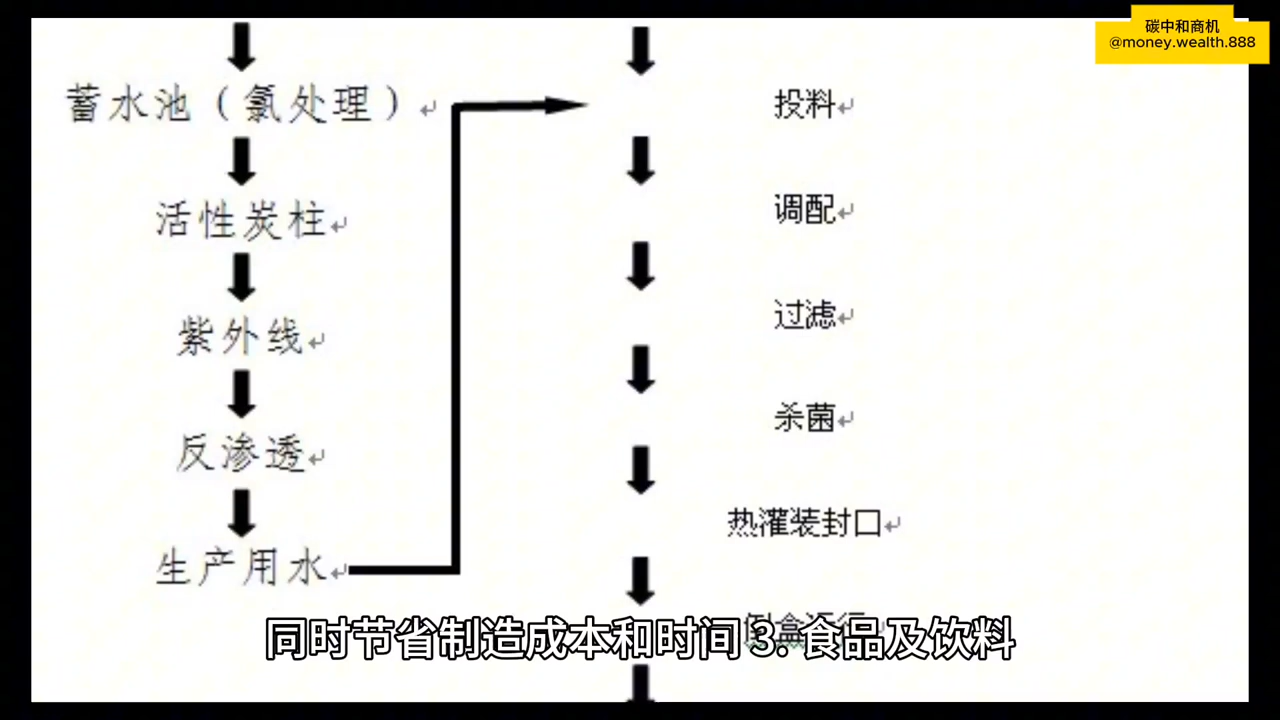 碳中和商机
@money.wealth.888
蓄水池（氯处理）
活性炭柱
紫外线
反渗透
生产用水
投料
调配
过滤
杀菌
热灌装封口
同时节省制造成本和时间 3. 食品及饮料